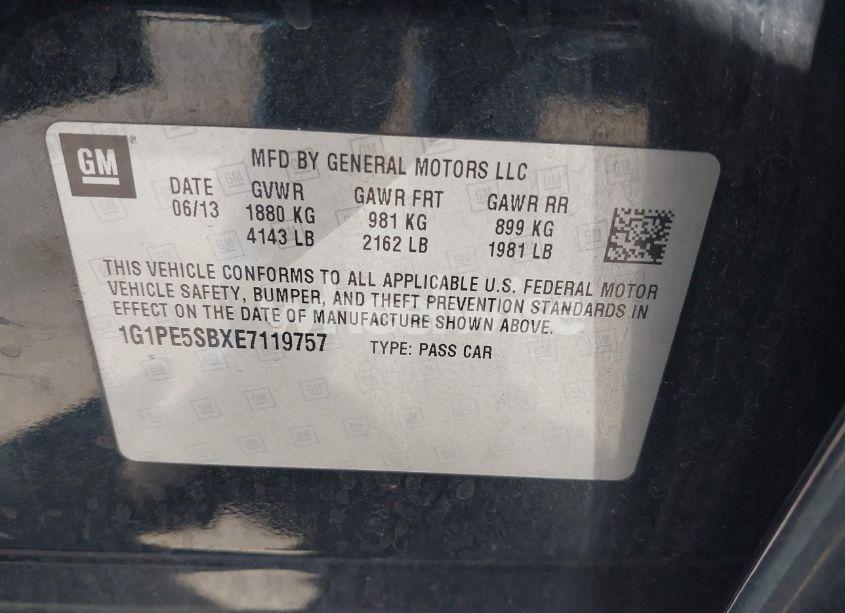 GM
MFD BY GENERAL MOTORS LLC
DATE GVWR GAWR FRT GAWR RR
06/13 1880 KG 981 KG 899 KG
4143 LB 2162 LB 1981 LB
THIS VEHICLE CONFORMS TO ALL APPLICABLE U.S. FEDERAL MOTOR
VEHICLE SAFETY, BUMPER, AND THEFT PREVENTION STANDARDS IN
EFFECT ON THE DATE OF MANUFACTURE SHOWN ABOVE.
1G1PE5SBXE7119757 TYPE: PASS CAR